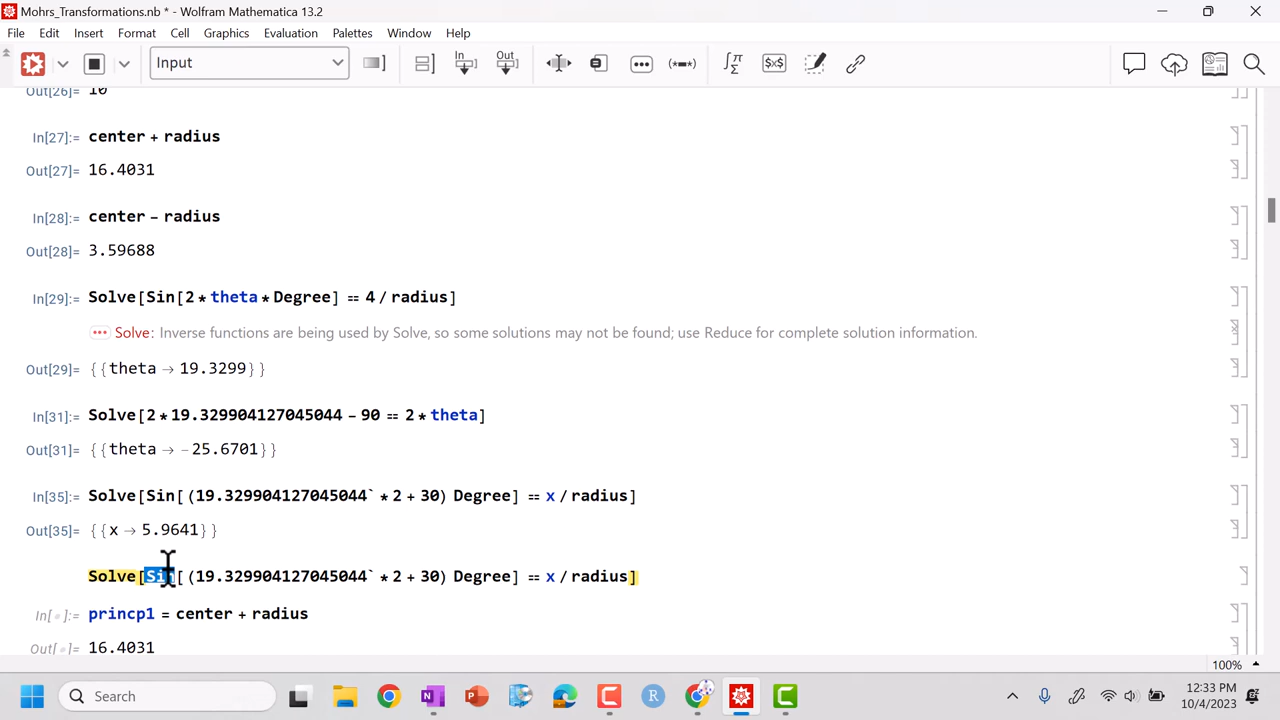 Mohrs_Transformations.nb * - Wolfram Mathematica 13.2
File Edit Insert Format Cell Graphics Evaluation Palettes Window Help
Input In[] Out[] ∫π Σ $x$
Out[26]= 10
In[27]:= center + radius
Out[27]= 16.4031
In[28]:= center - radius
Out[28]= 3.59688
In[29]:= Solve[Sin[2*theta*Degree] == 4/radius]
Solve: Inverse functions are being used by Solve, so some solutions may not be found; use Reduce for complete solution information.
Out[29]= {{theta → 19.3299}}
In[31]:= Solve[2*19.329904127045044 - 90 == 2*theta]
Out[31]= {{theta → -25.6701}}
In[35]:= Solve[Sin[(19.329904127045044` *2+30) Degree] == x/radius]
Out[35]= {{x → 5.9641}}
Solve[Sin[(19.329904127045044` *2+30) Degree] == x/radius]
In[ ]:= princp1 = center + radius
Out[ ]= 16.4031
100%
Search
12:33 PM
10/4/2023